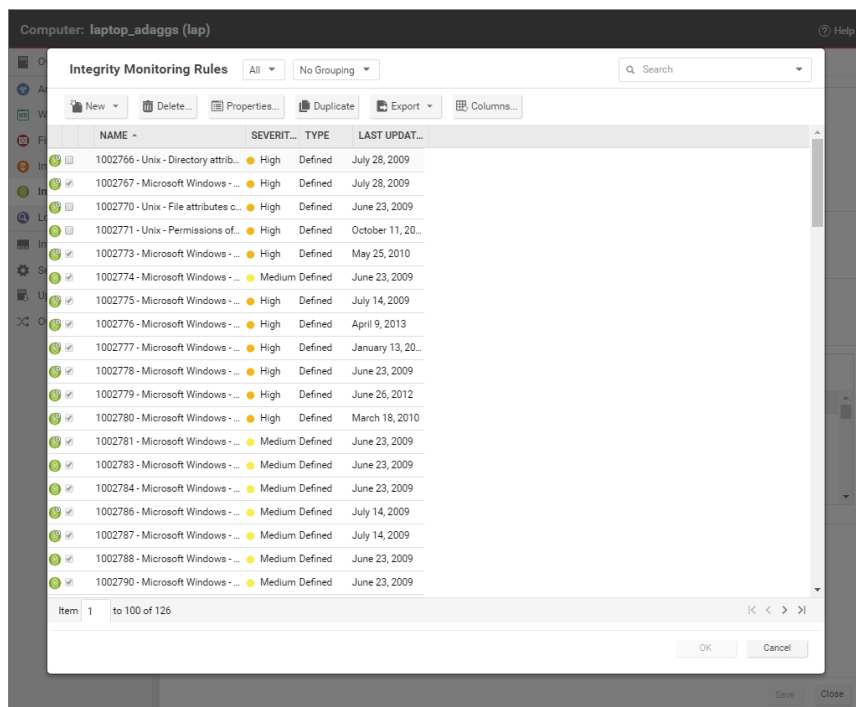 Computer: laptop_adaggs (lap)
Help
Integrity Monitoring Rules All No Grouping Search
New Delete... Properties... Duplicate Export Columns...
NAME SEVERIT... TYPE LAST UPDAT...
1002766 - Unix - Directory attrib... High Defined July 28, 2009
1002767 - Microsoft Windows - ... High Defined July 28, 2009
1002770 - Unix - File attributes c... High Defined June 23, 2009
1002771 - Unix - Permissions of... High Defined October 11, 20...
1002773 - Microsoft Windows - ... High Defined May 25, 2010
1002774 - Microsoft Windows - ... Medium Defined June 23, 2009
1002775 - Microsoft Windows - ... High Defined July 14, 2009
1002776 - Microsoft Windows - ... High Defined April 9, 2013
1002777 - Microsoft Windows - ... High Defined January 13, 20...
1002778 - Microsoft Windows - ... High Defined June 23, 2009
1002779 - Microsoft Windows - ... High Defined June 26, 2012
1002780 - Microsoft Windows - ... High Defined March 18, 2010
1002781 - Microsoft Windows - ... Medium Defined June 23, 2009
1002783 - Microsoft Windows - ... Medium Defined June 23, 2009
1002784 - Microsoft Windows - ... Medium Defined June 23, 2009
1002786 - Microsoft Windows - ... Medium Defined July 14, 2009
1002787 - Microsoft Windows - ... Medium Defined July 14, 2009
1002788 - Microsoft Windows - ... Medium Defined June 23, 2009
1002790 - Microsoft Windows - ... Medium Defined June 23, 2009
Item 1 to 100 of 126
OK Cancel
Save Close